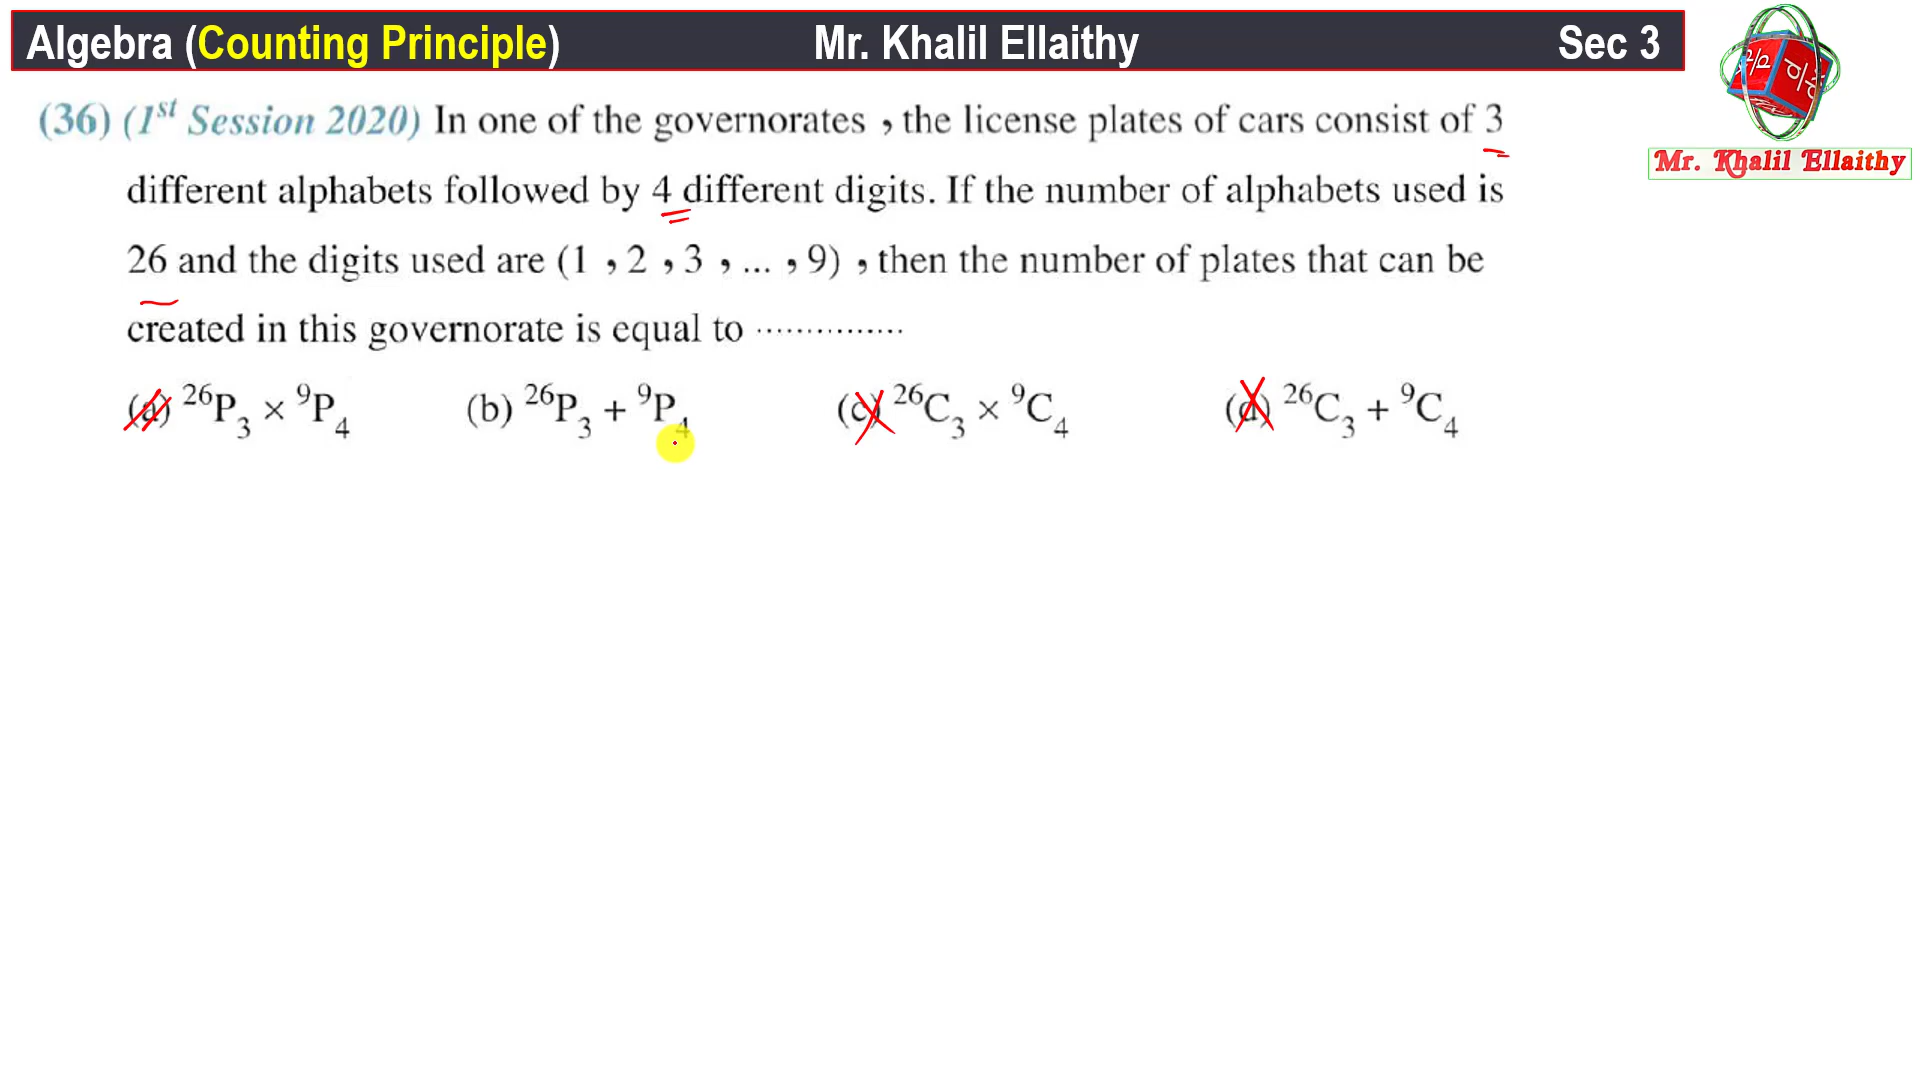 Algebra (Counting Principle) Mr. Khalil Ellaithy Sec 3
Mr. Khalil Ellaithy
(36) (1st Session 2020) In one of the governorates , the license plates of cars consist of 3
different alphabets followed by 4 different digits. If the number of alphabets used is
26 and the digits used are (1 , 2 , 3 , ... , 9) , then the number of plates that can be
created in this governorate is equal to ...............
(a) ²⁶P₃ × ⁹P₄ (b) ²⁶P₃ + ⁹P₄ (c) ²⁶C₃ × ⁹C₄ (d) ²⁶C₃ + ⁹C₄